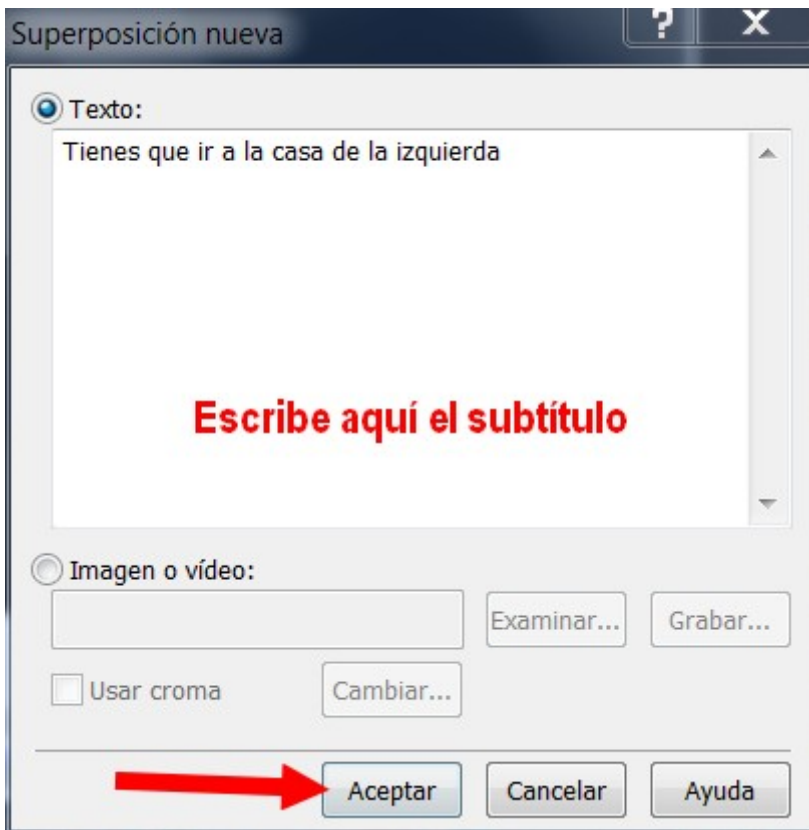 Superposición nueva
? X
Texto:
Tienes que ir a la casa de la izquierda
Escribe aquí el subtítulo
Imagen o vídeo:
Examinar... Grabar...
Usar croma Cambiar...
Aceptar Cancelar Ayuda